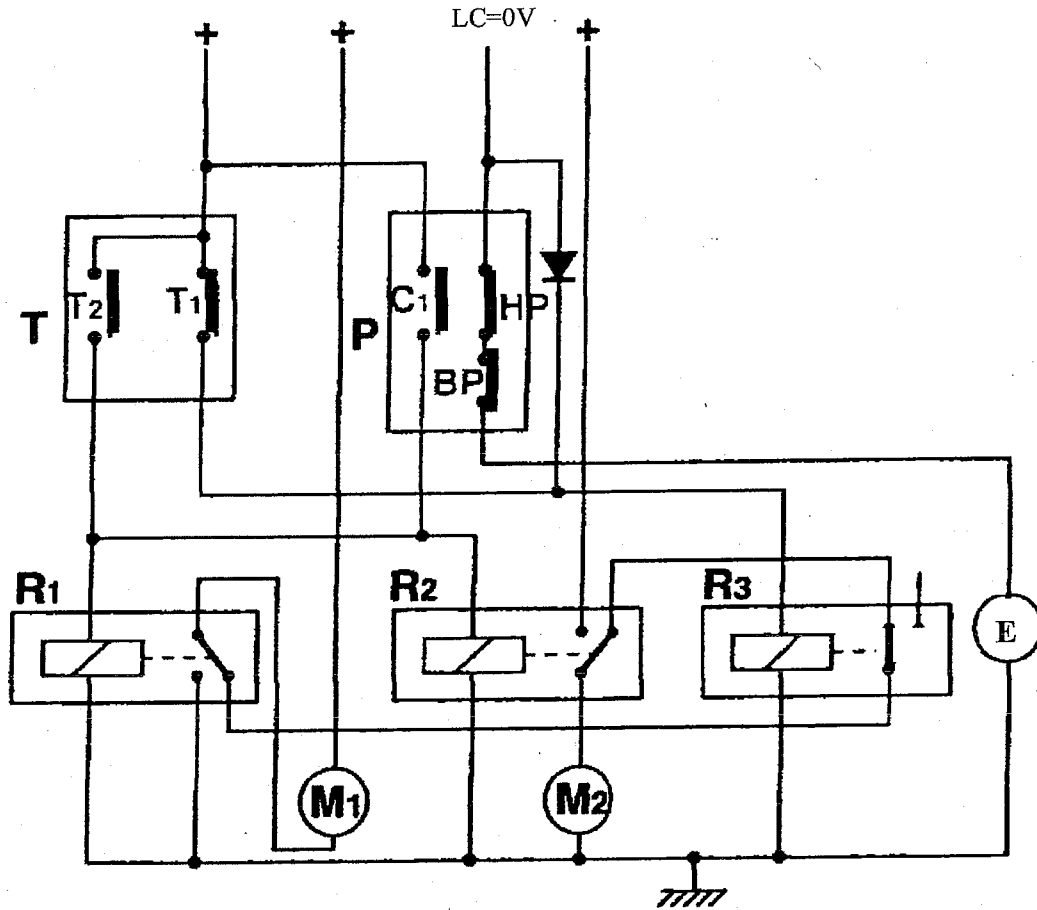 + + LC=0V +
T2 T1 C1 HP
T P
BP
R1 R2 R3
E
M1 M2